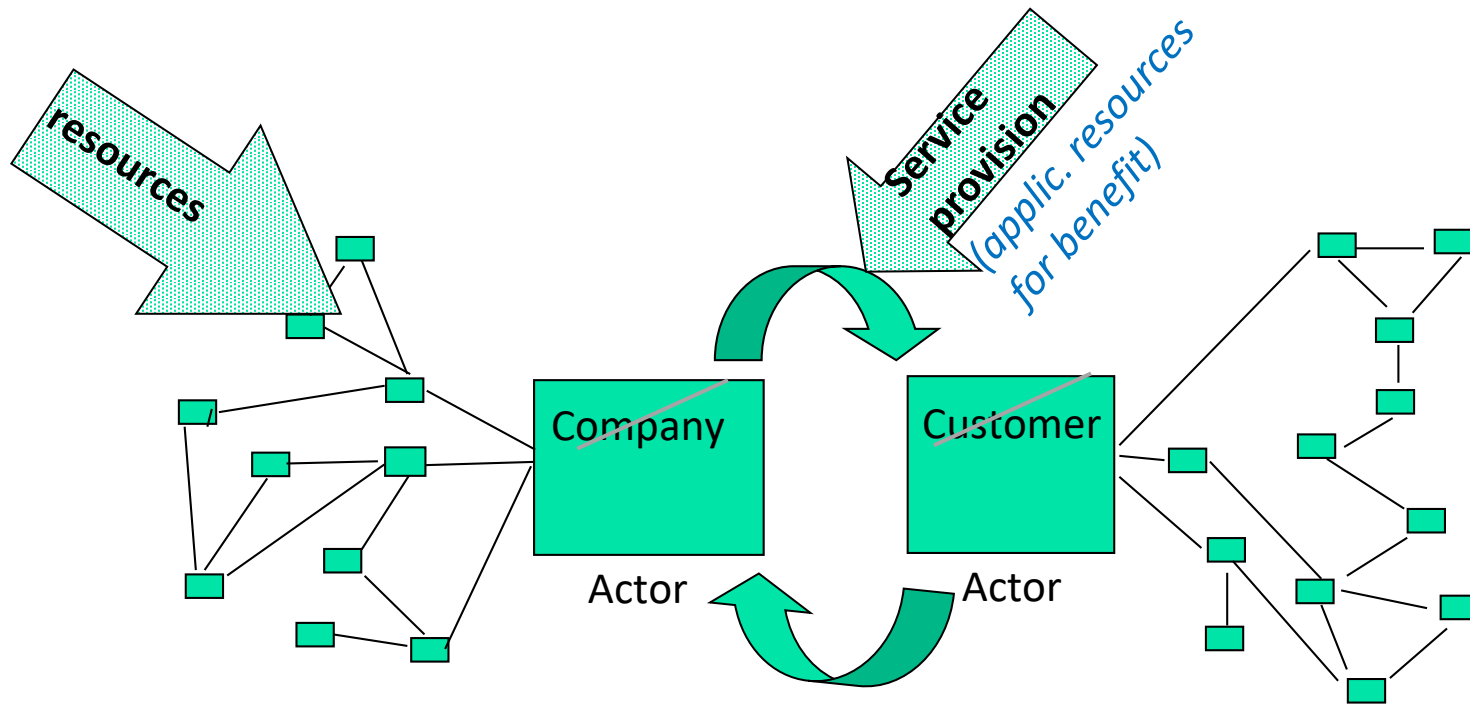 resources
Service
provision
(applic. resources
for benefit)
Company
Customer
Actor
Actor